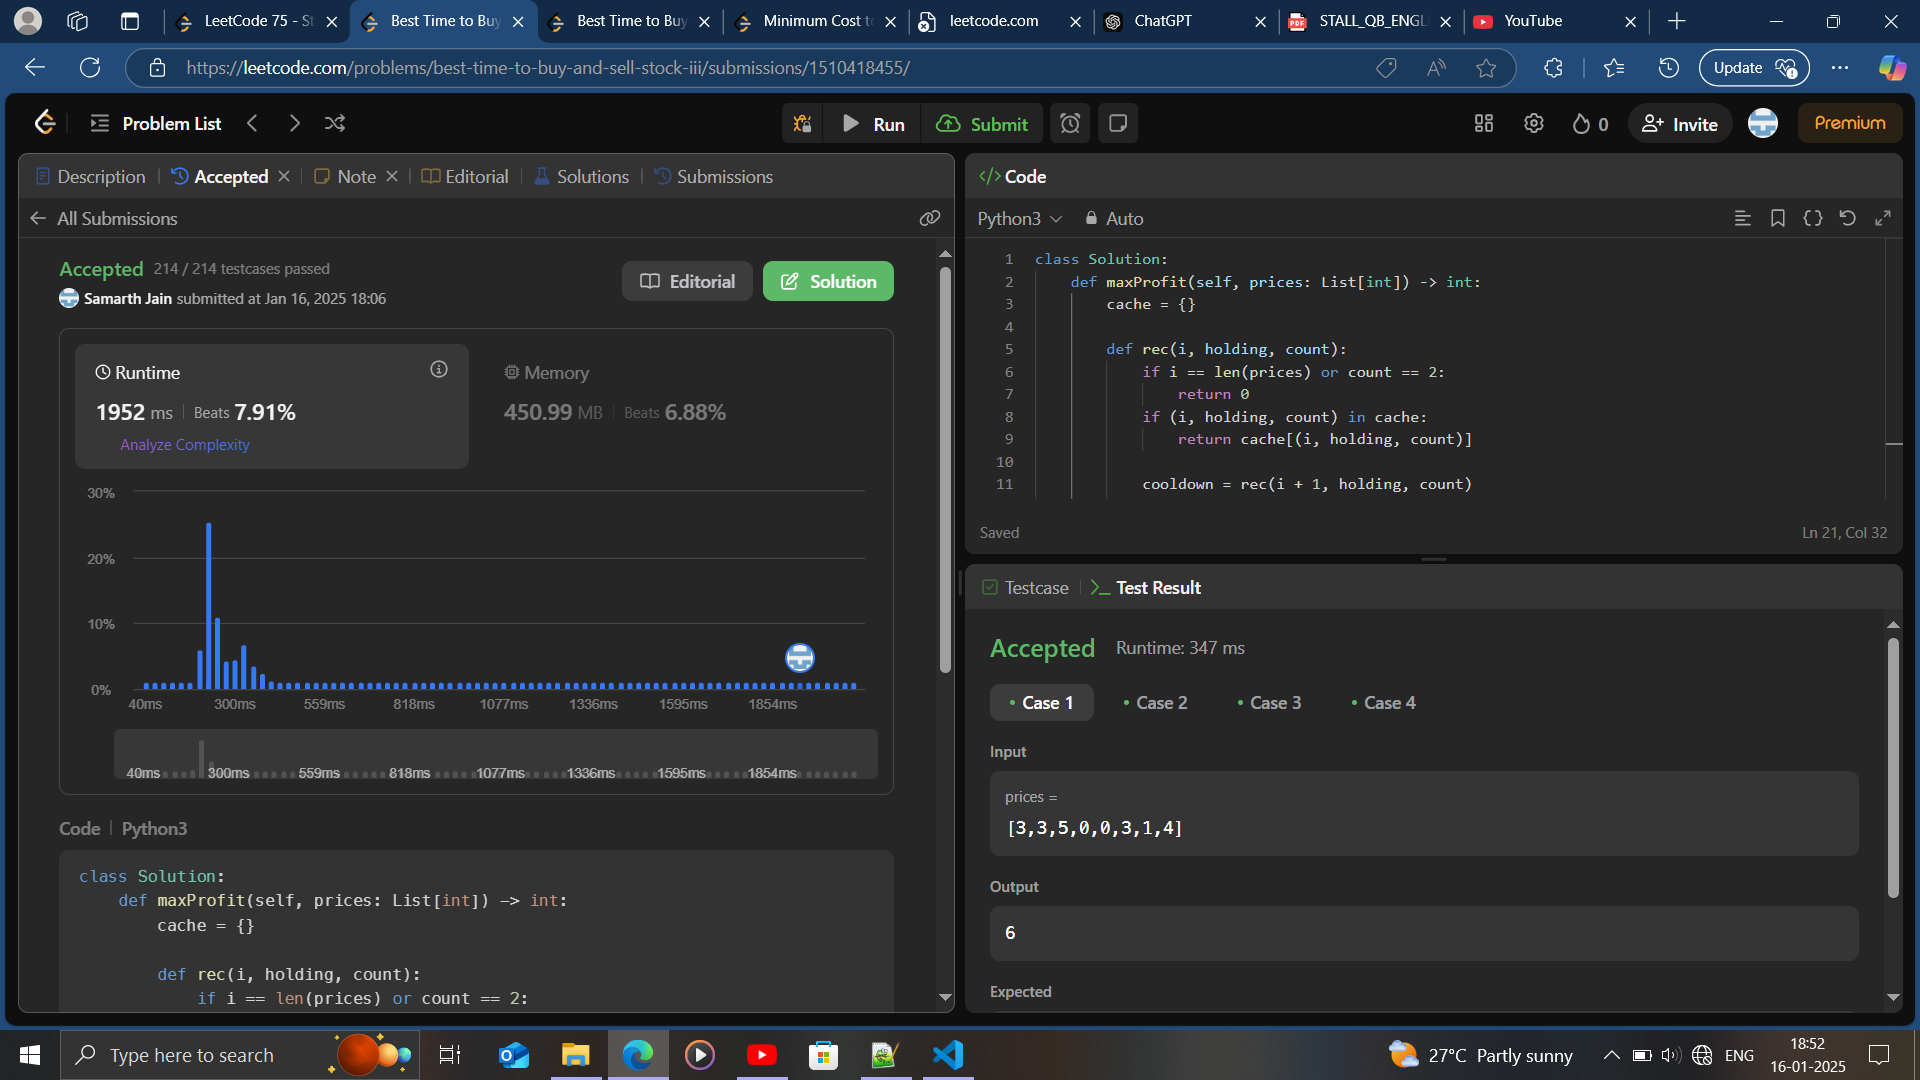 LeetCode 75 - St
Best Time to Buy
Best Time to Buy
Minimum Cost to
leetcode.com
ChatGPT
STALL_QB_ENGL
YouTube
https://leetcode.com/problems/best-time-to-buy-and-sell-stock-iii/submissions/1510418455/
Update
Problem List
Run
Submit
0
Invite
Premium
Description
Accepted
Note
Editorial
Solutions
Submissions
All Submissions
Accepted 214 / 214 testcases passed
Samarth Jain submitted at Jan 16, 2025 18:06
Editorial
Solution
Runtime
1952 ms Beats 7.91%
Analyze Complexity
Memory
450.99 MB Beats 6.88%
30%
20%
10%
0%
40ms 300ms 559ms 818ms 1077ms 1336ms 1595ms 1854ms
40ms 300ms 559ms 818ms 1077ms 1336ms 1595ms 1854ms
Code Python3
class Solution:
def maxProfit(self, prices: List[int]) -> int:
cache = {}
def rec(i, holding, count):
if i == len(prices) or count == 2:
</> Code
Python3 Auto
1 class Solution:
2 def maxProfit(self, prices: List[int]) -> int:
3 cache = {}
4
5 def rec(i, holding, count):
6 if i == len(prices) or count == 2:
7 return 0
8 if (i, holding, count) in cache:
9 return cache[(i, holding, count)]
10
11 cooldown = rec(i + 1, holding, count)
Saved
Ln 21, Col 32
Testcase
Test Result
Accepted Runtime: 347 ms
Case 1 Case 2 Case 3 Case 4
Input
prices =
[3,3,5,0,0,3,1,4]
Output
6
Expected
Type here to search
27°C Partly sunny
ENG
18:52
16-01-2025